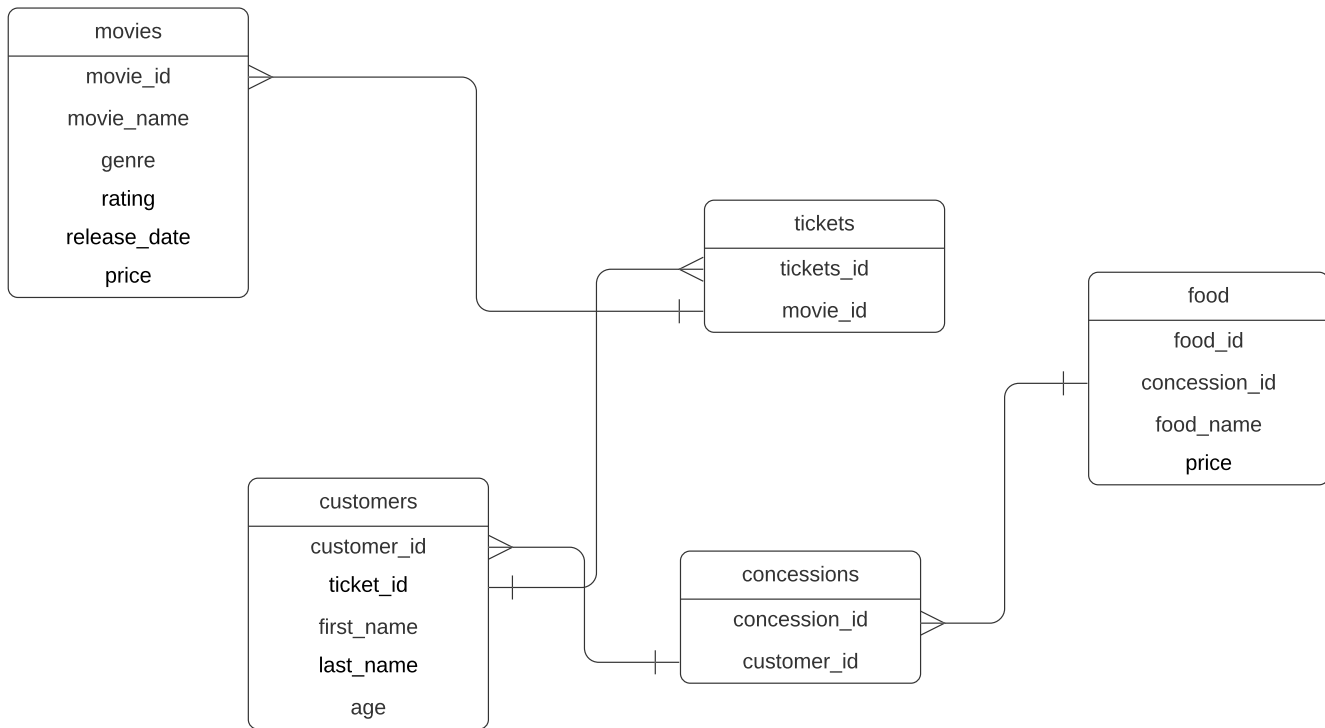 movies
movie_id
movie_name
genre
rating
release_date
price
tickets
tickets_id
movie_id
food
food_id
concession_id
food_name
price
customers
customer_id
ticket_id
first_name
last_name
age
concessions
concession_id
customer_id